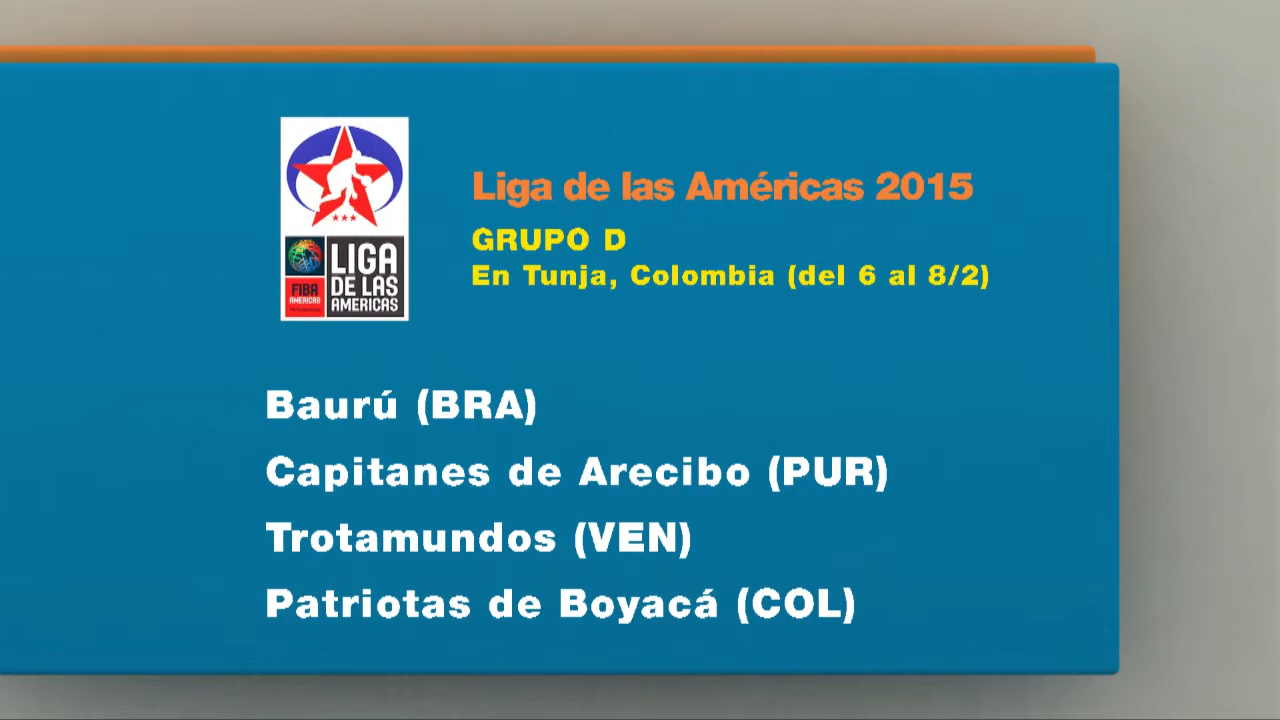 Liga de las Américas 2015
GRUPO D
En Tunja, Colombia (del 6 al 8/2)
LIGA
DE LAS
AMERICAS
FIBA
AMERICAS
Baurú (BRA)
Capitanes de Arecibo (PUR)
Trotamundos (VEN)
Patriotas de Boyacá (COL)